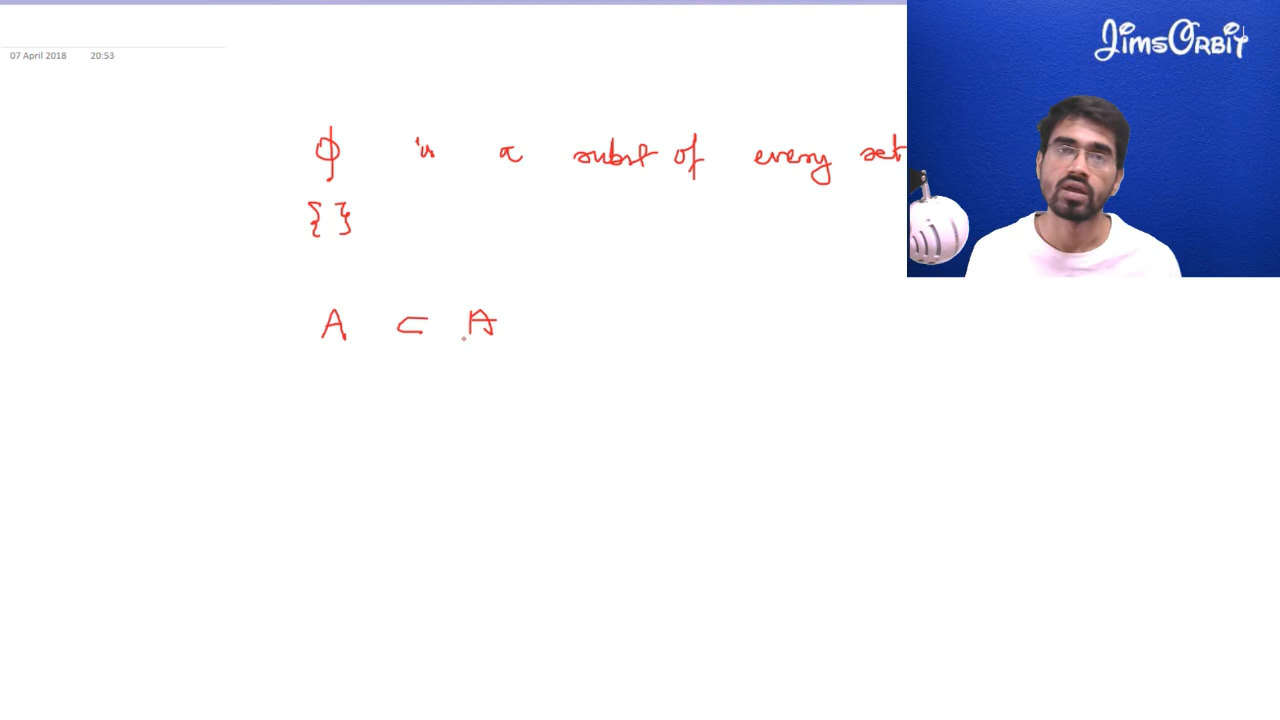 JimsOrbit
07 April 2018 20:53
ϕ is a subset of every set
{ }
A ⊂ A